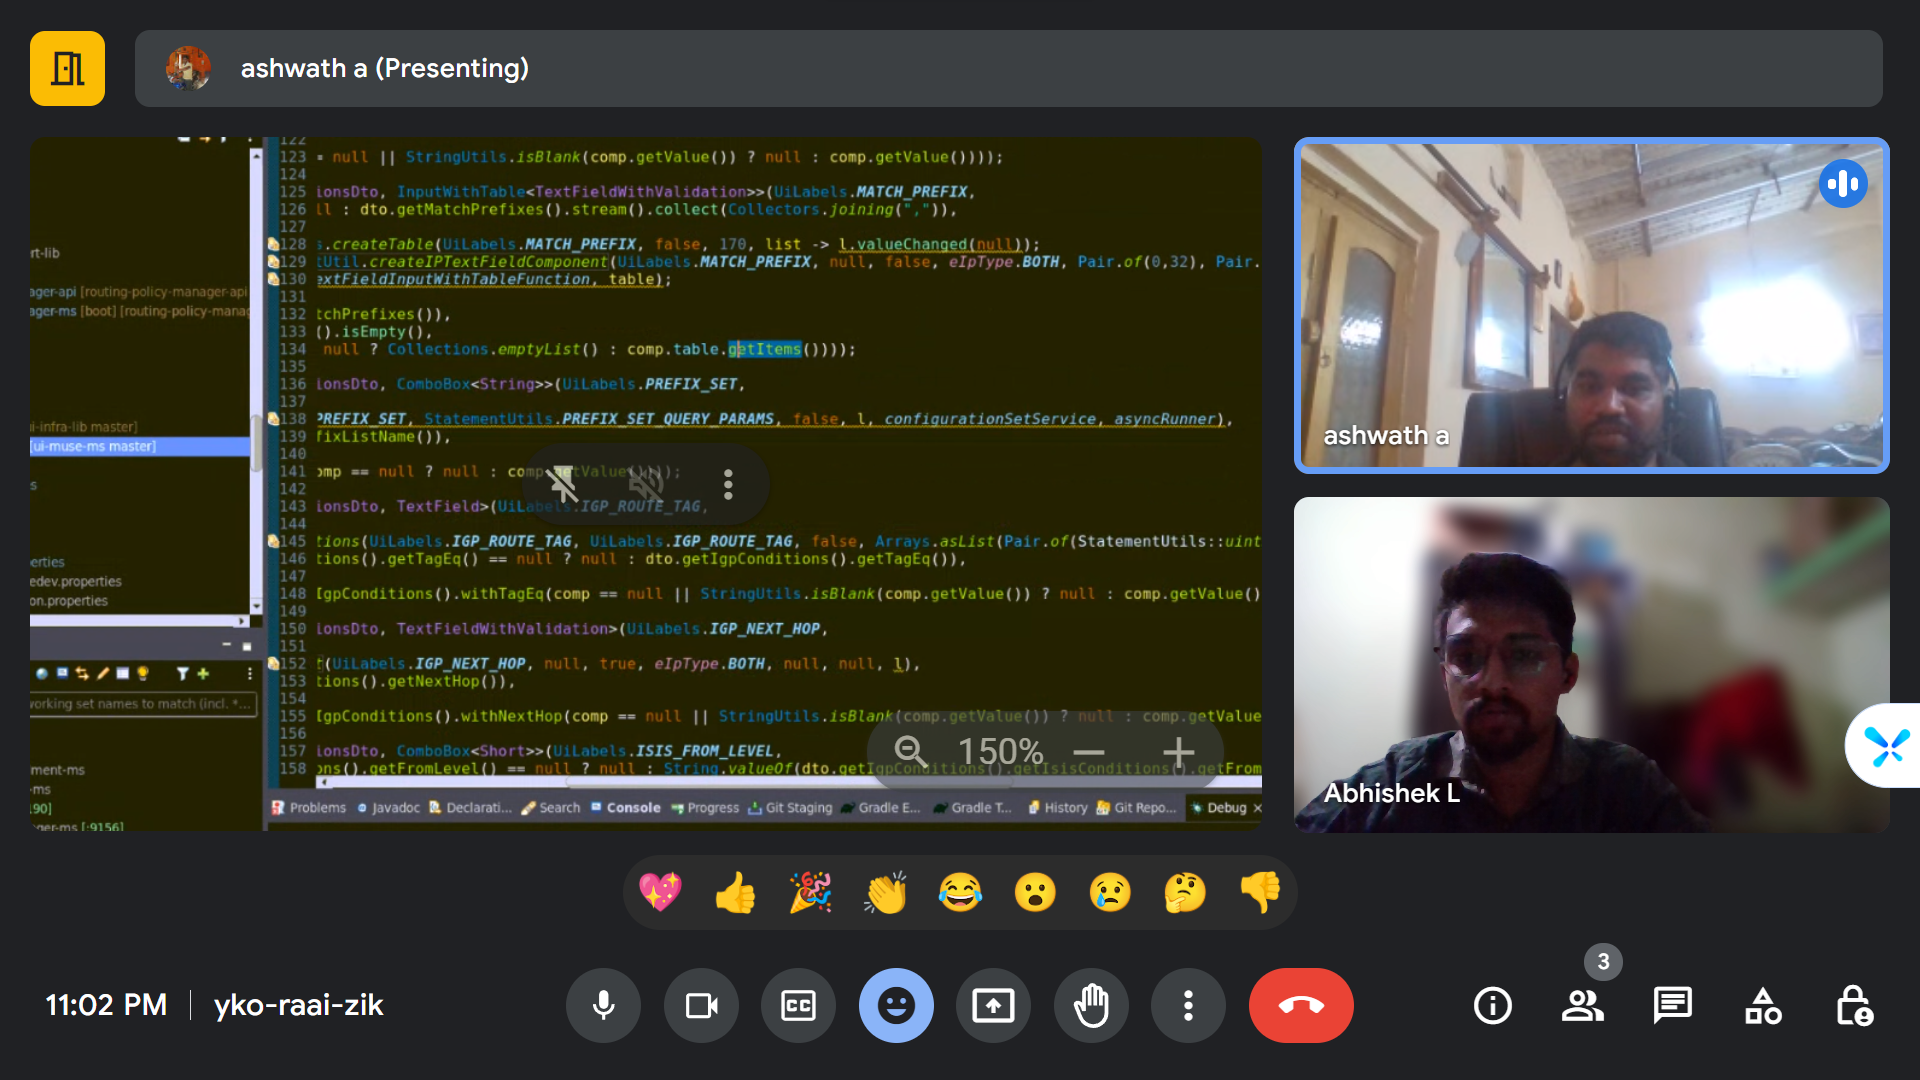 ashwath a (Presenting)
rt-lib
ager-api [routing-policy-manager-api
ager-ms [boot] [routing-policy-mana
ui-infra-lib master]
[ui-muse-ms master]
s
erties
edev.properties
on.properties
working set names to match (incl. *...
ment-ms
-ms
190]
ger-ms [:9156]
122
123 = null || StringUtils.isBlank(comp.getValue()) ? null : comp.getValue())));
124
125 ionsDto, InputWithTable<TextFieldWithValidation>>(UiLabels.MATCH_PREFIX,
126 ll : dto.getMatchPrefixes().stream().collect(Collectors.joining(",")),
127
128 s.createTable(UiLabels.MATCH_PREFIX, false, 170, list -> l.valueChanged(null));
129 tUtil.createIPTextFieldComponent(UiLabels.MATCH_PREFIX, null, false, eIpType.BOTH, Pair.of(0,32), Pair.
130 extFieldInputWithTableFunction, table);
131
132 tchPrefixes()),
133 ().isEmpty(),
134 null ? Collections.emptyList() : comp.table.getItems())));
135
136 ionsDto, ComboBox<String>>(UiLabels.PREFIX_SET,
137
138 PREFIX_SET, StatementUtils.PREFIX_SET_QUERY_PARAMS, false, l, configurationSetService, asyncRunner),
139 fixListName()),
140
141 omp == null ? null : comp.getValue()));
142
143 ionsDto, TextField>(UiLabels.IGP_ROUTE_TAG,
144
145 tions(UiLabels.IGP_ROUTE_TAG, UiLabels.IGP_ROUTE_TAG, false, Arrays.asList(Pair.of(StatementUtils::uint
146 tions().getTagEq() == null ? null : dto.getIgpConditions().getTagEq()),
147
148 IgpConditions().withTagEq(comp == null || StringUtils.isBlank(comp.getValue()) ? null : comp.getValue()
149
150 ionsDto, TextFieldWithValidation>(UiLabels.IGP_NEXT_HOP,
151
152 t(UiLabels.IGP_NEXT_HOP, null, true, eIpType.BOTH, null, null, l),
153 tions().getNextHop()),
154
155 IgpConditions().withNextHop(comp == null || StringUtils.isBlank(comp.getValue()) ? null : comp.getValue
156
157 ionsDto, ComboBox<Short>>(UiLabels.ISIS_FROM_LEVEL,
158 ons().getFromLevel() == null ? null : String.valueOf(dto.getIgpConditions().getIsisConditions().getFrom
150%
Problems Javadoc Declarati... Search Console Progress Git Staging Gradle E... Gradle T... History Git Repo... Debug
ashwath a
Abhishek L
11:02 PM yko-raai-zik
CC
3